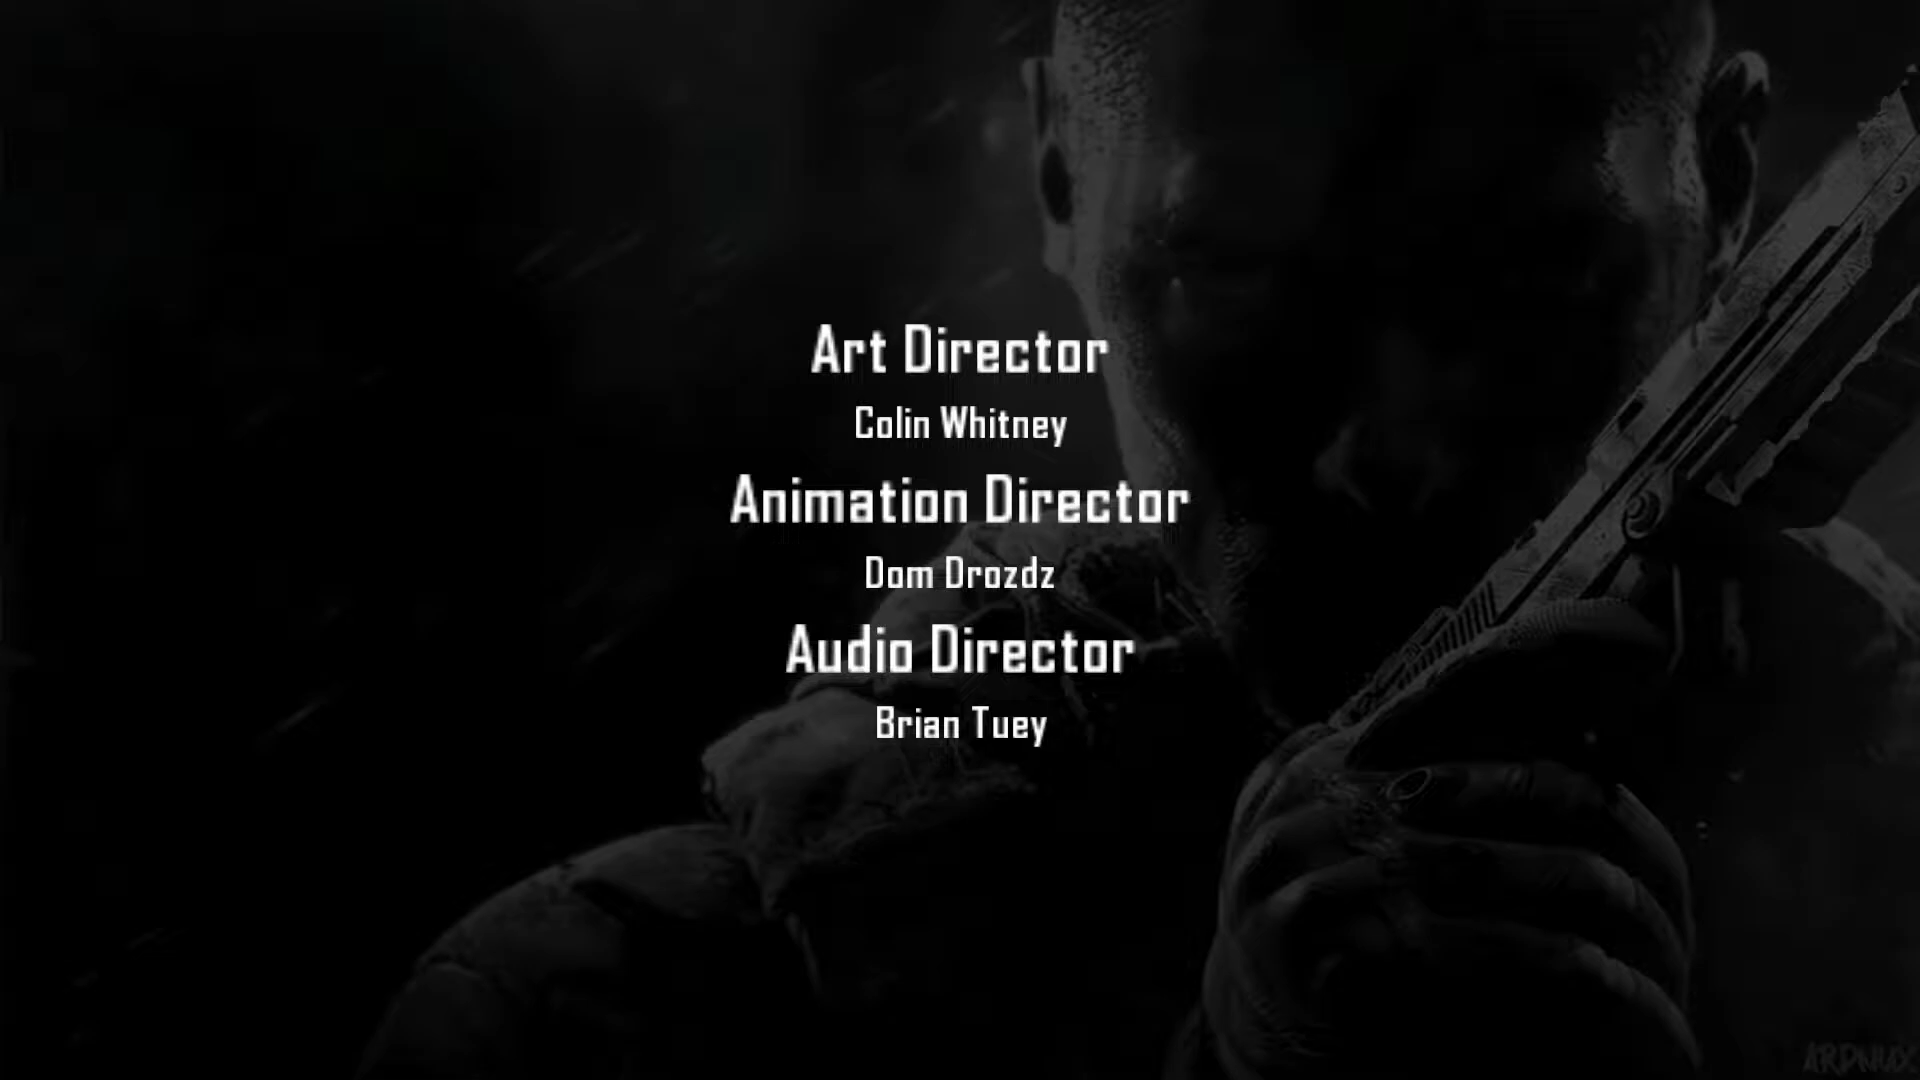 Art Director
Colin Whitney
Animation Director
Dom Drozdz
Audio Director
Brian Tuey